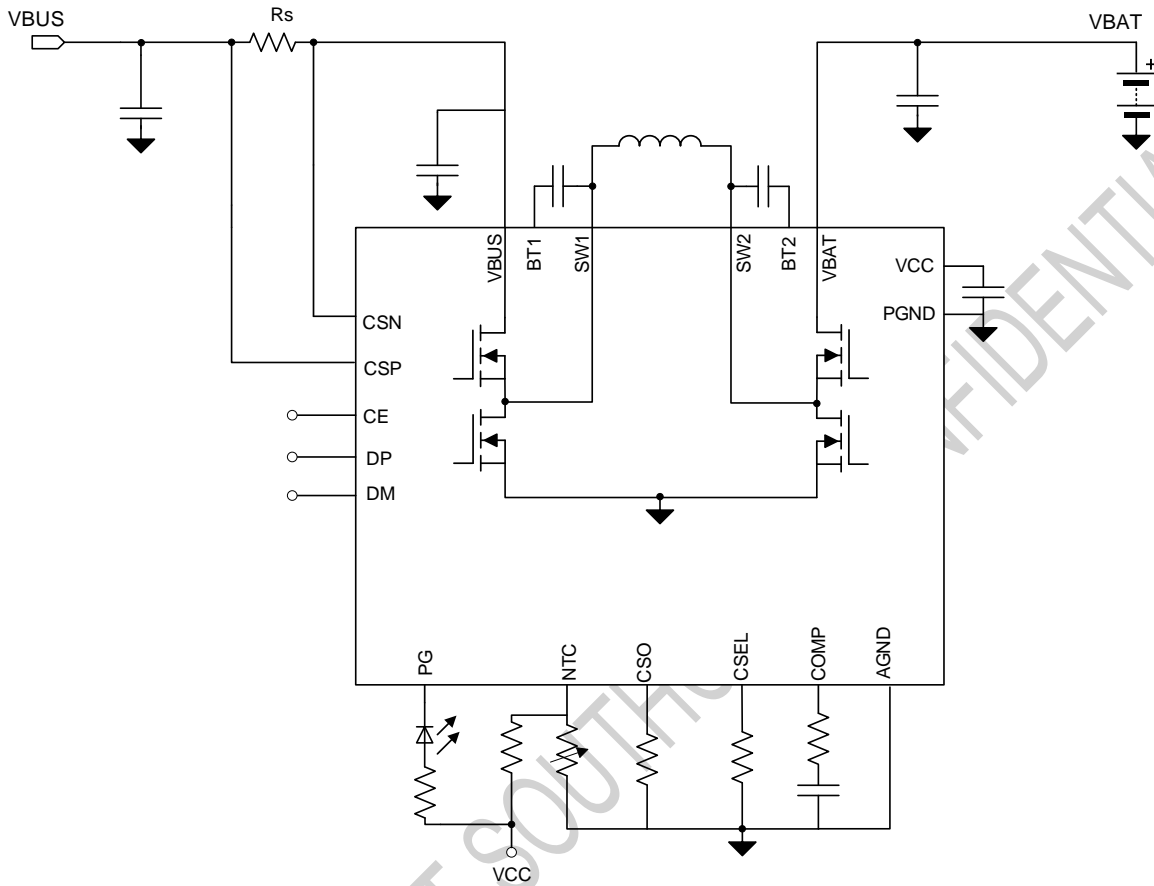 VBUS
Rs
VBAT
+
VBUS
BT1
SW1
SW2
BT2
VBAT
VCC
PGND
CSN
CSP
CE
DP
DM
PG
NTC
CSO
CSEL
COMP
AGND
VCC